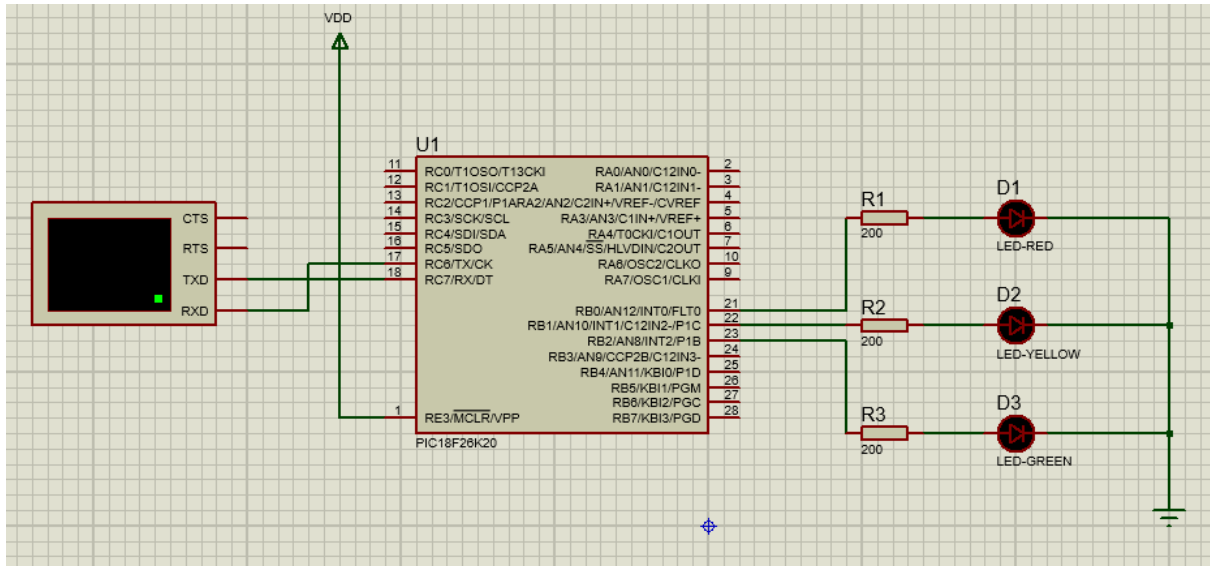 VDD
U1
11 RC0/T1OSO/T13CKI RA0/AN0/C12IN0- 2
12 RC1/T1OSI/CCP2A RA1/AN1/C12IN1- 3
13 RC2/CCP1/P1ARA2/AN2/C2IN+/VREF-/CVREF 4
14 RC3/SCK/SCL RA3/AN3/C1IN+/VREF+ 5
15 RC4/SDI/SDA RA4/T0CKI/C1OUT 6
16 RC5/SDO RA5/AN4/SS/HLVDIN/C2OUT 7
17 RC6/TX/CK RA6/OSC2/CLKO 10
18 RC7/RX/DT RA7/OSC1/CLKI 9
RB0/AN12/INT0/FLT0 21
RB1/AN10/INT1/C12IN2-/P1C 22
RB2/AN8/INT2/P1B 23
RB3/AN9/CCP2B/C12IN3- 24
RB4/AN11/KBI0/P1D 25
RB5/KBI1/PGM 26
RB6/KBI2/PGC 27
1 RE3/MCLR/VPP RB7/KBI3/PGD 28
PIC18F26K20
CTS
RTS
TXD
RXD
R1
200
D1
LED-RED
R2
200
D2
LED-YELLOW
R3
200
D3
LED-GREEN